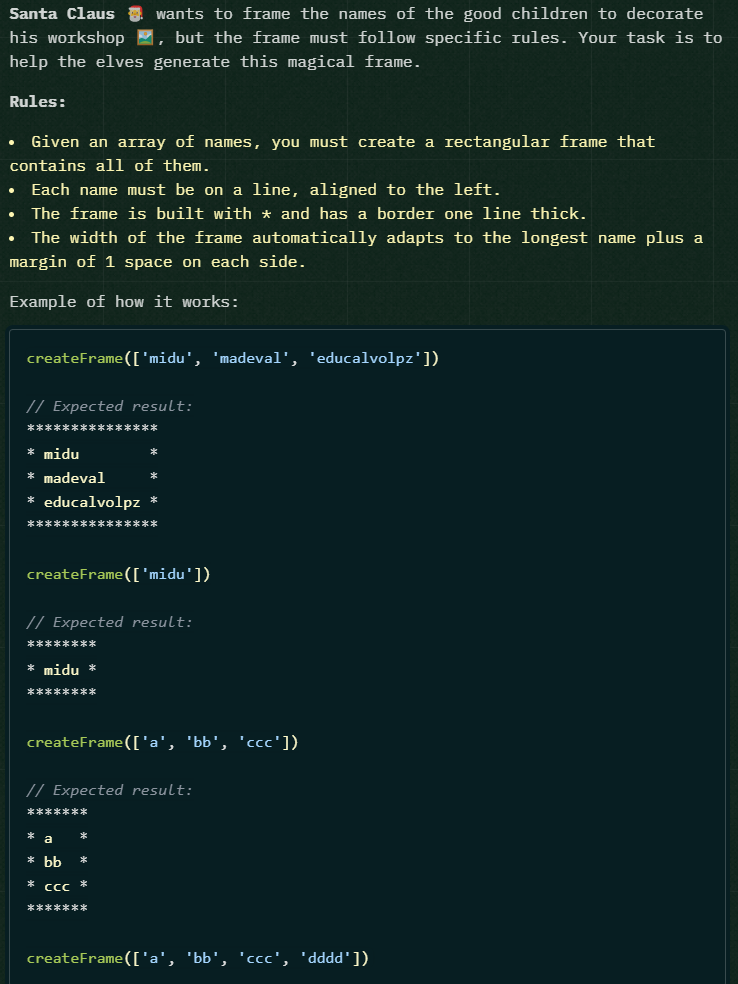 Santa Claus 🎅 wants to frame the names of the good children to decorate
his workshop 🖼️, but the frame must follow specific rules. Your task is to
help the elves generate this magical frame.
Rules:
• Given an array of names, you must create a rectangular frame that
contains all of them.
• Each name must be on a line, aligned to the left.
• The frame is built with * and has a border one line thick.
• The width of the frame automatically adapts to the longest name plus a
margin of 1 space on each side.
Example of how it works:
createFrame(['midu', 'madeval', 'educalvolpz'])
// Expected result:
***************
* midu        *
* madeval     *
* educalvolpz *
***************
createFrame(['midu'])
// Expected result:
********
* midu *
********
createFrame(['a', 'bb', 'ccc'])
// Expected result:
*******
* a   *
* bb  *
* ccc *
*******
createFrame(['a', 'bb', 'ccc', 'dddd'])